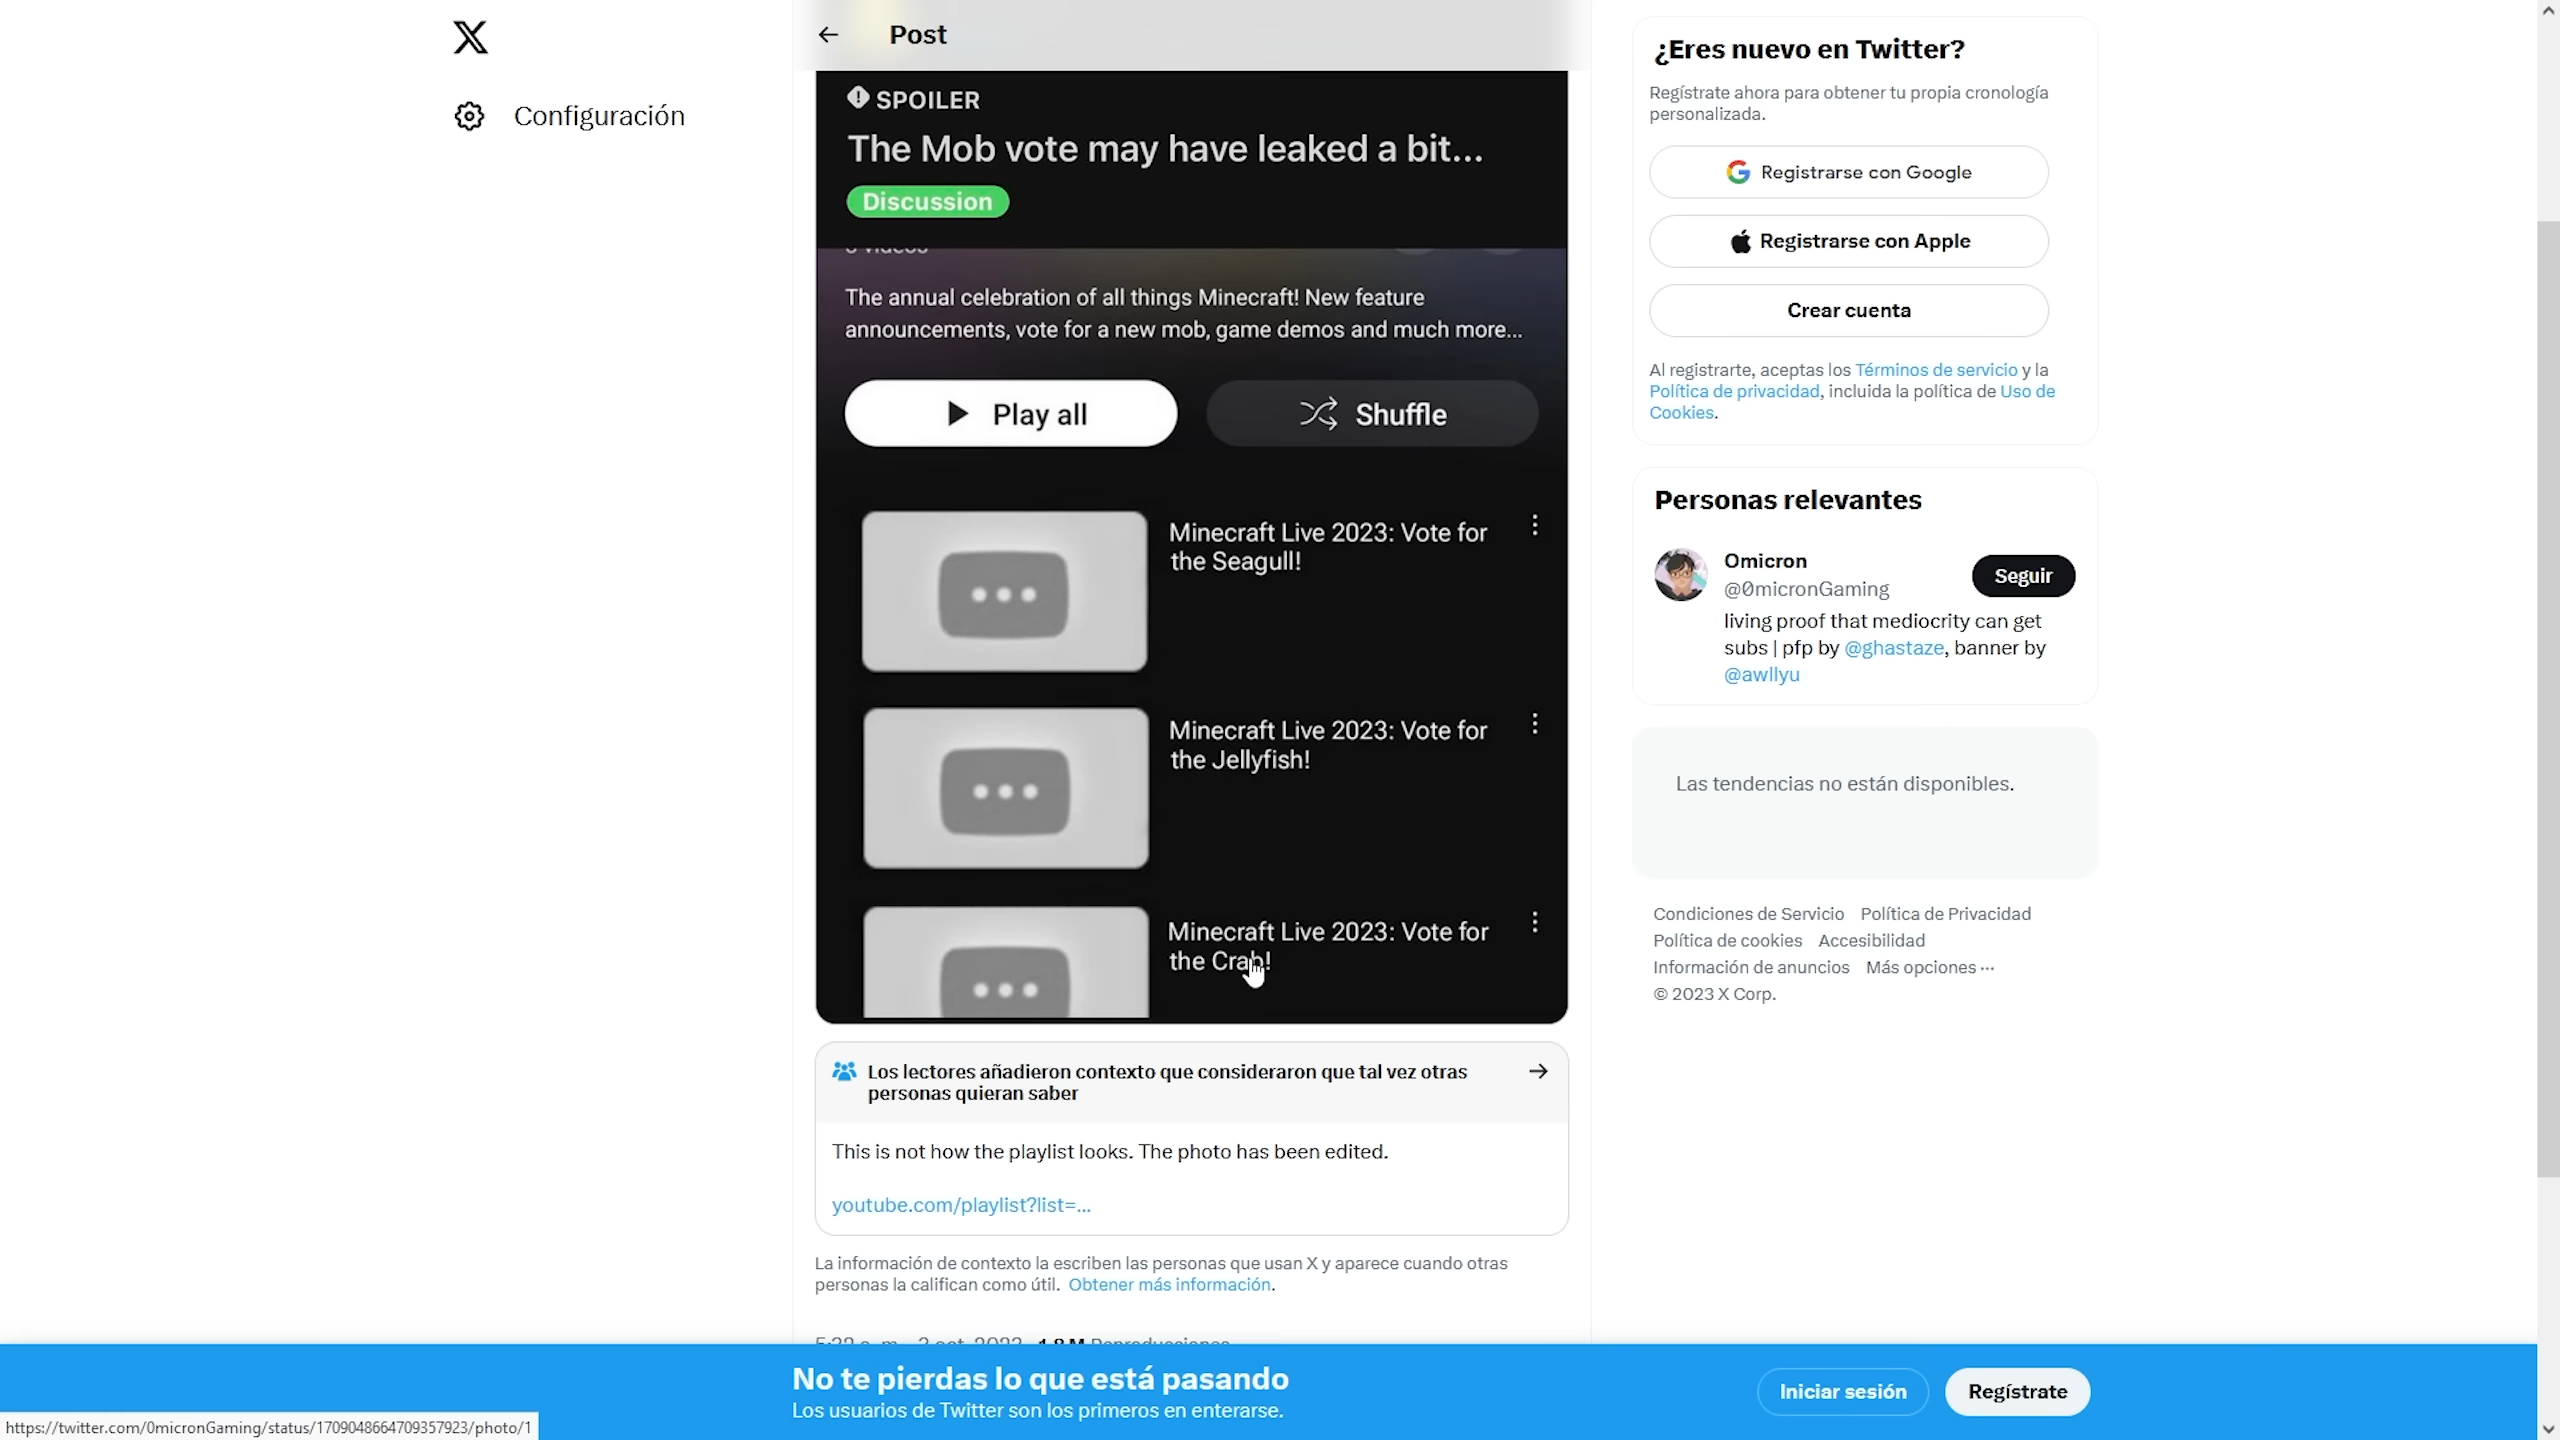 Configuración
Post
SPOILER
The Mob vote may have leaked a bit...
Discussion
The annual celebration of all things Minecraft! New feature
announcements, vote for a new mob, game demos and much more...
Play all
Shuffle
Minecraft Live 2023: Vote for
the Seagull!
Minecraft Live 2023: Vote for
the Jellyfish!
Minecraft Live 2023: Vote for
the Crab!
Los lectores añadieron contexto que consideraron que tal vez otras
personas quieran saber
This is not how the playlist looks. The photo has been edited.
youtube.com/playlist?list=...
La información de contexto la escriben las personas que usan X y aparece cuando otras
personas la califican como útil. Obtener más información.
¿Eres nuevo en Twitter?
Regístrate ahora para obtener tu propia cronología
personalizada.
Registrarse con Google
Registrarse con Apple
Crear cuenta
Al registrarte, aceptas los Términos de servicio y la
Política de privacidad, incluida la política de Uso de
Cookies.
Personas relevantes
Omicron
@0micronGaming
Seguir
living proof that mediocrity can get
subs | pfp by @ghastaze, banner by
@awllyu
Las tendencias no están disponibles.
Condiciones de Servicio Política de Privacidad
Política de cookies Accesibilidad
Información de anuncios Más opciones ···
© 2023 X Corp.
No te pierdas lo que está pasando
Los usuarios de Twitter son los primeros en enterarse.
Iniciar sesión
Regístrate
https://twitter.com/0micronGaming/status/1709048664709357923/photo/1